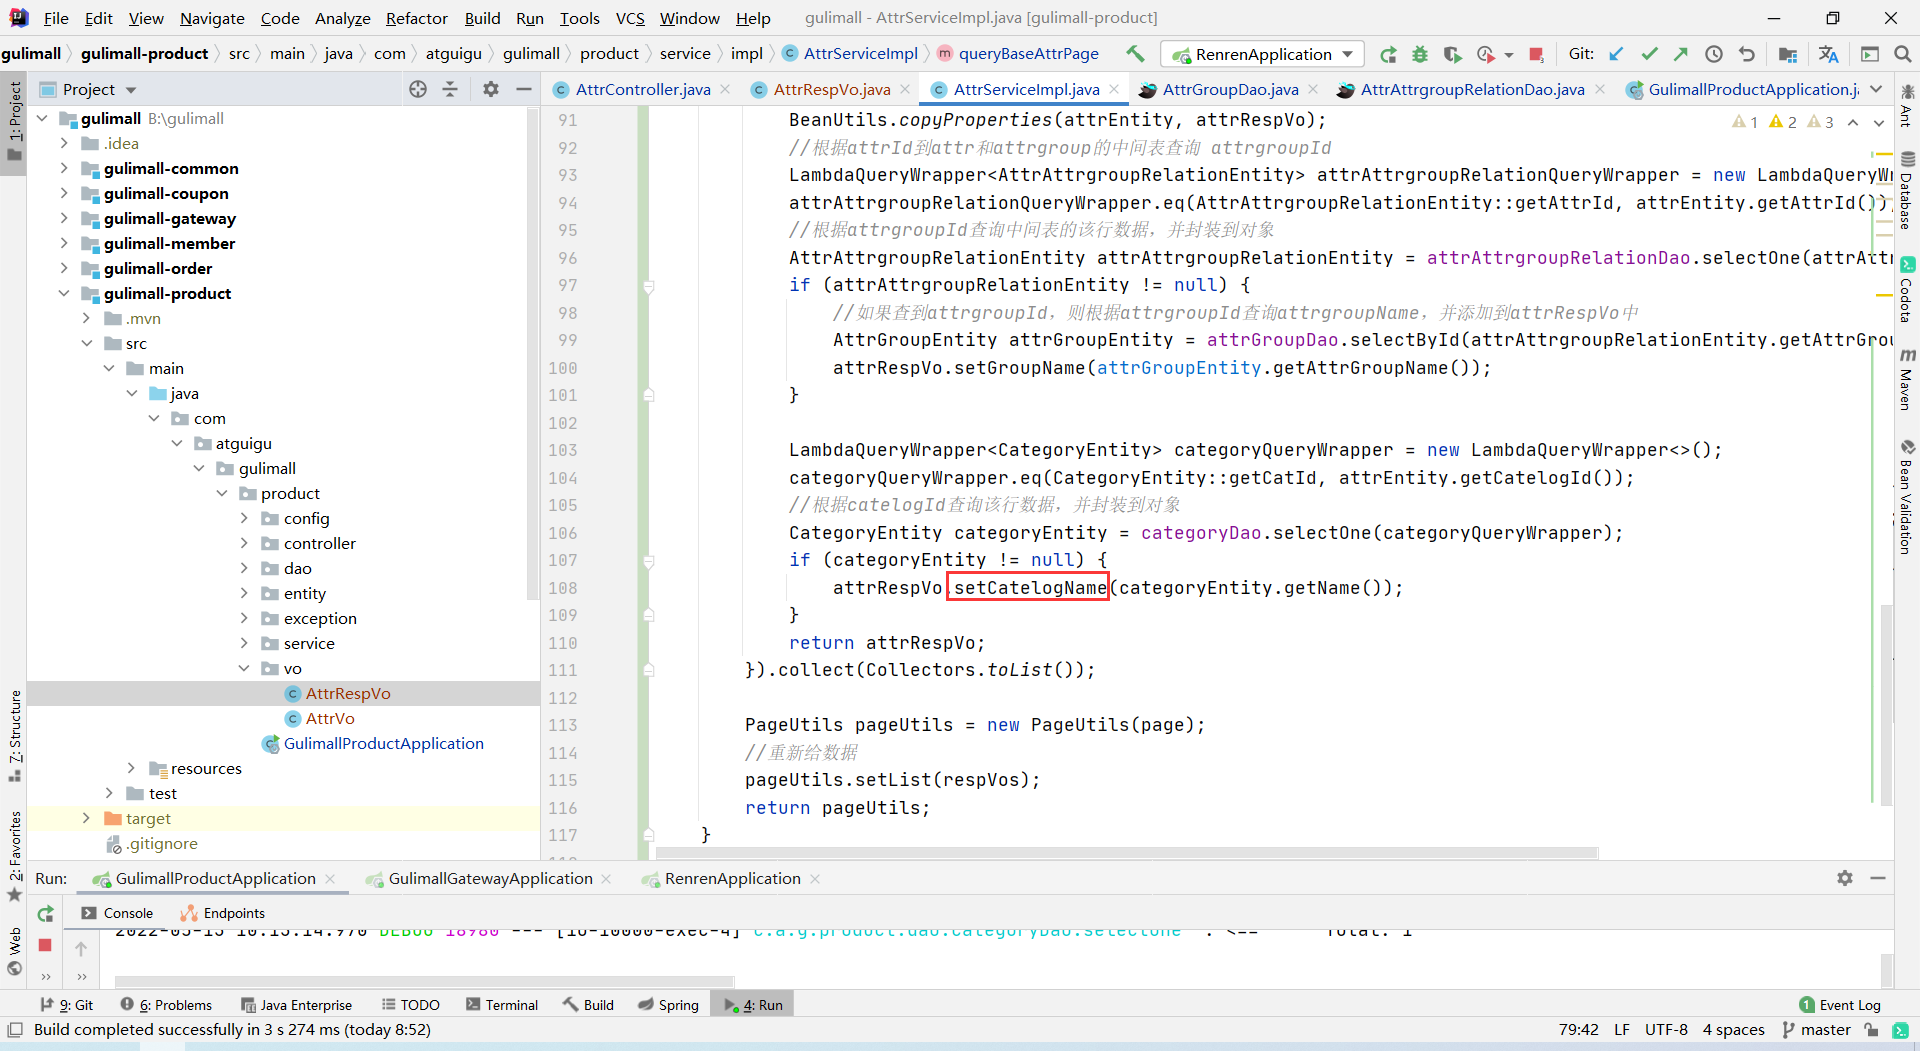 File Edit View Navigate Code Analyze Refactor Build Run Tools VCS Window Help gulimall - AttrServiceImpl.java [gulimall-product]
gulimall gulimall-product src main java com atguigu gulimall product service impl AttrServiceImpl queryBaseAttrPage RenrenApplication Git:
Project
AttrController.java AttrRespVo.java AttrServiceImpl.java AttrGroupDao.java AttrAttrgroupRelationDao.java GulimallProductApplication.j
1: Project
7: Structure
2: Favorites
Web
gulimall B:\gulimall
.idea
gulimall-common
gulimall-coupon
gulimall-gateway
gulimall-member
gulimall-order
gulimall-product
.mvn
src
main
java
com
atguigu
gulimall
product
config
controller
dao
entity
exception
service
vo
AttrRespVo
AttrVo
GulimallProductApplication
resources
test
target
.gitignore
1 2 3
91 BeanUtils.copyProperties(attrEntity, attrRespVo);
92 //根据attrId到attr和attrgroup的中间表查询 attrgroupId
93 LambdaQueryWrapper<AttrAttrgroupRelationEntity> attrAttrgroupRelationQueryWrapper = new LambdaQueryWr
94 attrAttrgroupRelationQueryWrapper.eq(AttrAttrgroupRelationEntity::getAttrId, attrEntity.getAttrId());
95 //根据attrgroupId查询中间表的该行数据，并封装到对象
96 AttrAttrgroupRelationEntity attrAttrgroupRelationEntity = attrAttrgroupRelationDao.selectOne(attrAttr
97 if (attrAttrgroupRelationEntity != null) {
98 //如果查到attrgroupId，则根据attrgroupId查询attrgroupName，并添加到attrRespVo中
99 AttrGroupEntity attrGroupEntity = attrGroupDao.selectById(attrAttrgroupRelationEntity.getAttrGrou
100 attrRespVo.setGroupName(attrGroupEntity.getAttrGroupName());
101 }
102
103 LambdaQueryWrapper<CategoryEntity> categoryQueryWrapper = new LambdaQueryWrapper<>();
104 categoryQueryWrapper.eq(CategoryEntity::getCatId, attrEntity.getCatelogId());
105 //根据catelogId查询该行数据，并封装到对象
106 CategoryEntity categoryEntity = categoryDao.selectOne(categoryQueryWrapper);
107 if (categoryEntity != null) {
108 attrRespVo.setCatelogName(categoryEntity.getName());
109 }
110 return attrRespVo;
111 }).collect(Collectors.toList());
112
113 PageUtils pageUtils = new PageUtils(page);
114 //重新给数据
115 pageUtils.setList(respVos);
116 return pageUtils;
117 }
Ant
Database
Codota
Maven
Bean Validation
Run: GulimallProductApplication GulimallGatewayApplication RenrenApplication
Console Endpoints
2022-05-15 10:15:14.970 DEBUG 18980 --- [io-10000-exec-4] c.a.g.product.dao.CategoryDao.selectOne : <== Total: 1
9: Git 6: Problems Java Enterprise TODO Terminal Build Spring 4: Run 1 Event Log
Build completed successfully in 3 s 274 ms (today 8:52) 79:42 LF UTF-8 4 spaces master